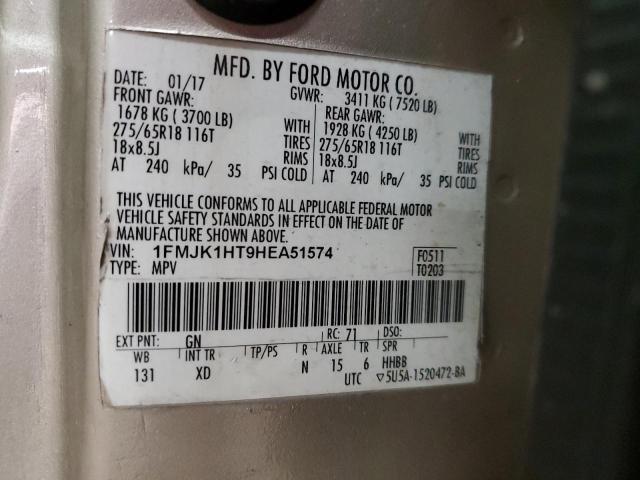 MFD. BY FORD MOTOR CO.
DATE: 01/17 GVWR: 3411 KG ( 7520 LB)
FRONT GAWR: REAR GAWR:
1678 KG ( 3700 LB) WITH 1928 KG ( 4250 LB) WITH
275/65R18 116T TIRES 275/65R18 116T TIRES
18x8.5J RIMS 18x8.5J RIMS
AT 240 kPa/ 35 PSI COLD AT 240 kPa/ 35 PSI COLD
THIS VEHICLE CONFORMS TO ALL APPLICABLE FEDERAL MOTOR
VEHICLE SAFETY STANDARDS IN EFFECT ON THE DATE OF
MANUFACTURE SHOWN ABOVE.
VIN: 1FMJK1HT9HEA51574 F0511
TYPE: MPV T0203
EXT PNT: GN RC: 71 DSO:
WB INT TR TP/PS R AXLE TR SPR
131 XD N 15 6 HHBB
UTC ▽5U5A-1520472-BA